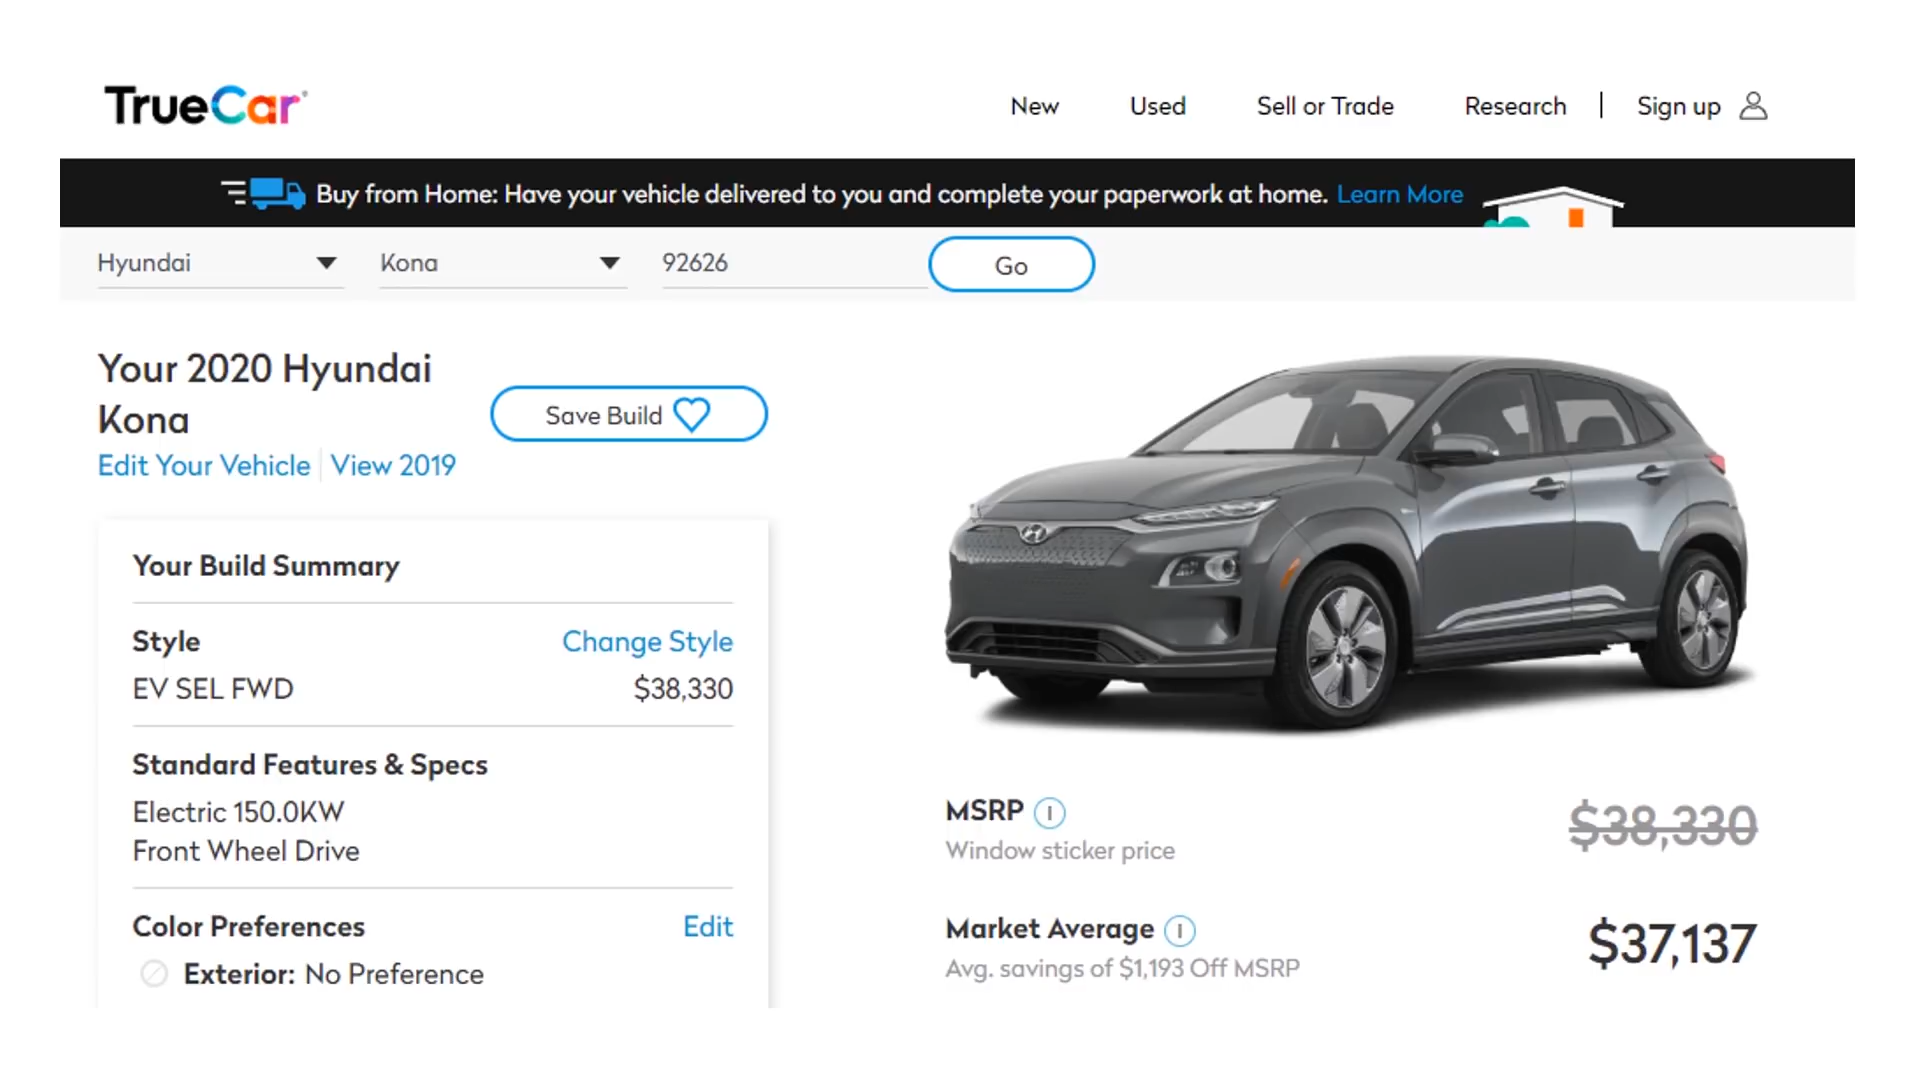 TrueCar
New
Used
Sell or Trade
Research
Sign up
Buy from Home: Have your vehicle delivered to you and complete your paperwork at home. Learn More
Hyundai
Kona
92626
Go
Your 2020 Hyundai
Kona
Save Build
Edit Your Vehicle
View 2019
Your Build Summary
Style
Change Style
EV SEL FWD
$38,330
Standard Features & Specs
Electric 150.0KW
Front Wheel Drive
Color Preferences
Edit
Exterior: No Preference
MSRP
$38,330
Window sticker price
Market Average
$37,137
Avg. savings of $1,193 Off MSRP